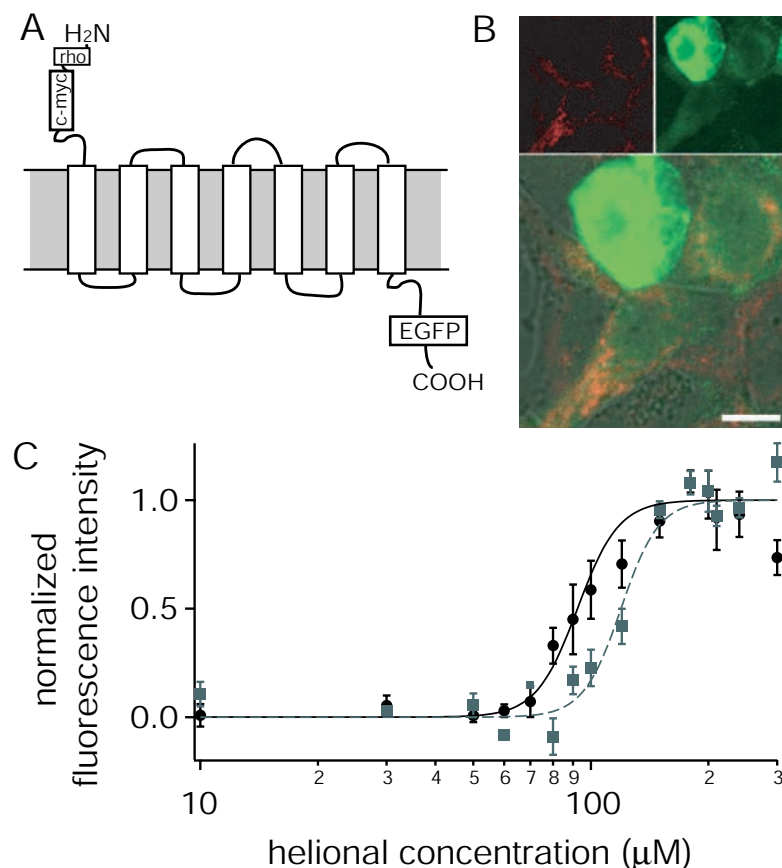 A
H2N
rho
c-myc
EGFP
COOH
B
C
normalized
fluorescence intensity
1.0
0.5
0.0
10 2 3 4 5 6 7 8 9 100 2 3
helional concentration (μM)